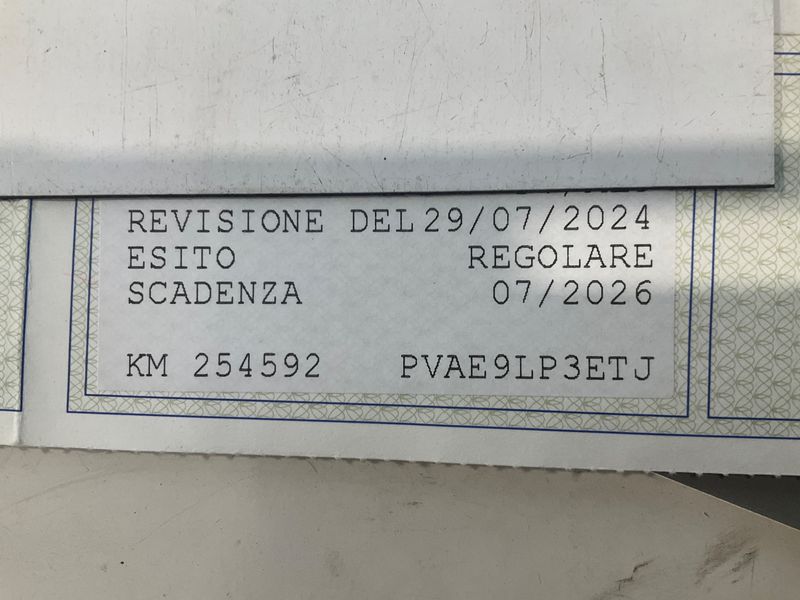 REVISIONE DEL 29/07/2024
ESITO REGOLARE
SCADENZA 07/2026
KM 254592 PVAE9LP3ETJ